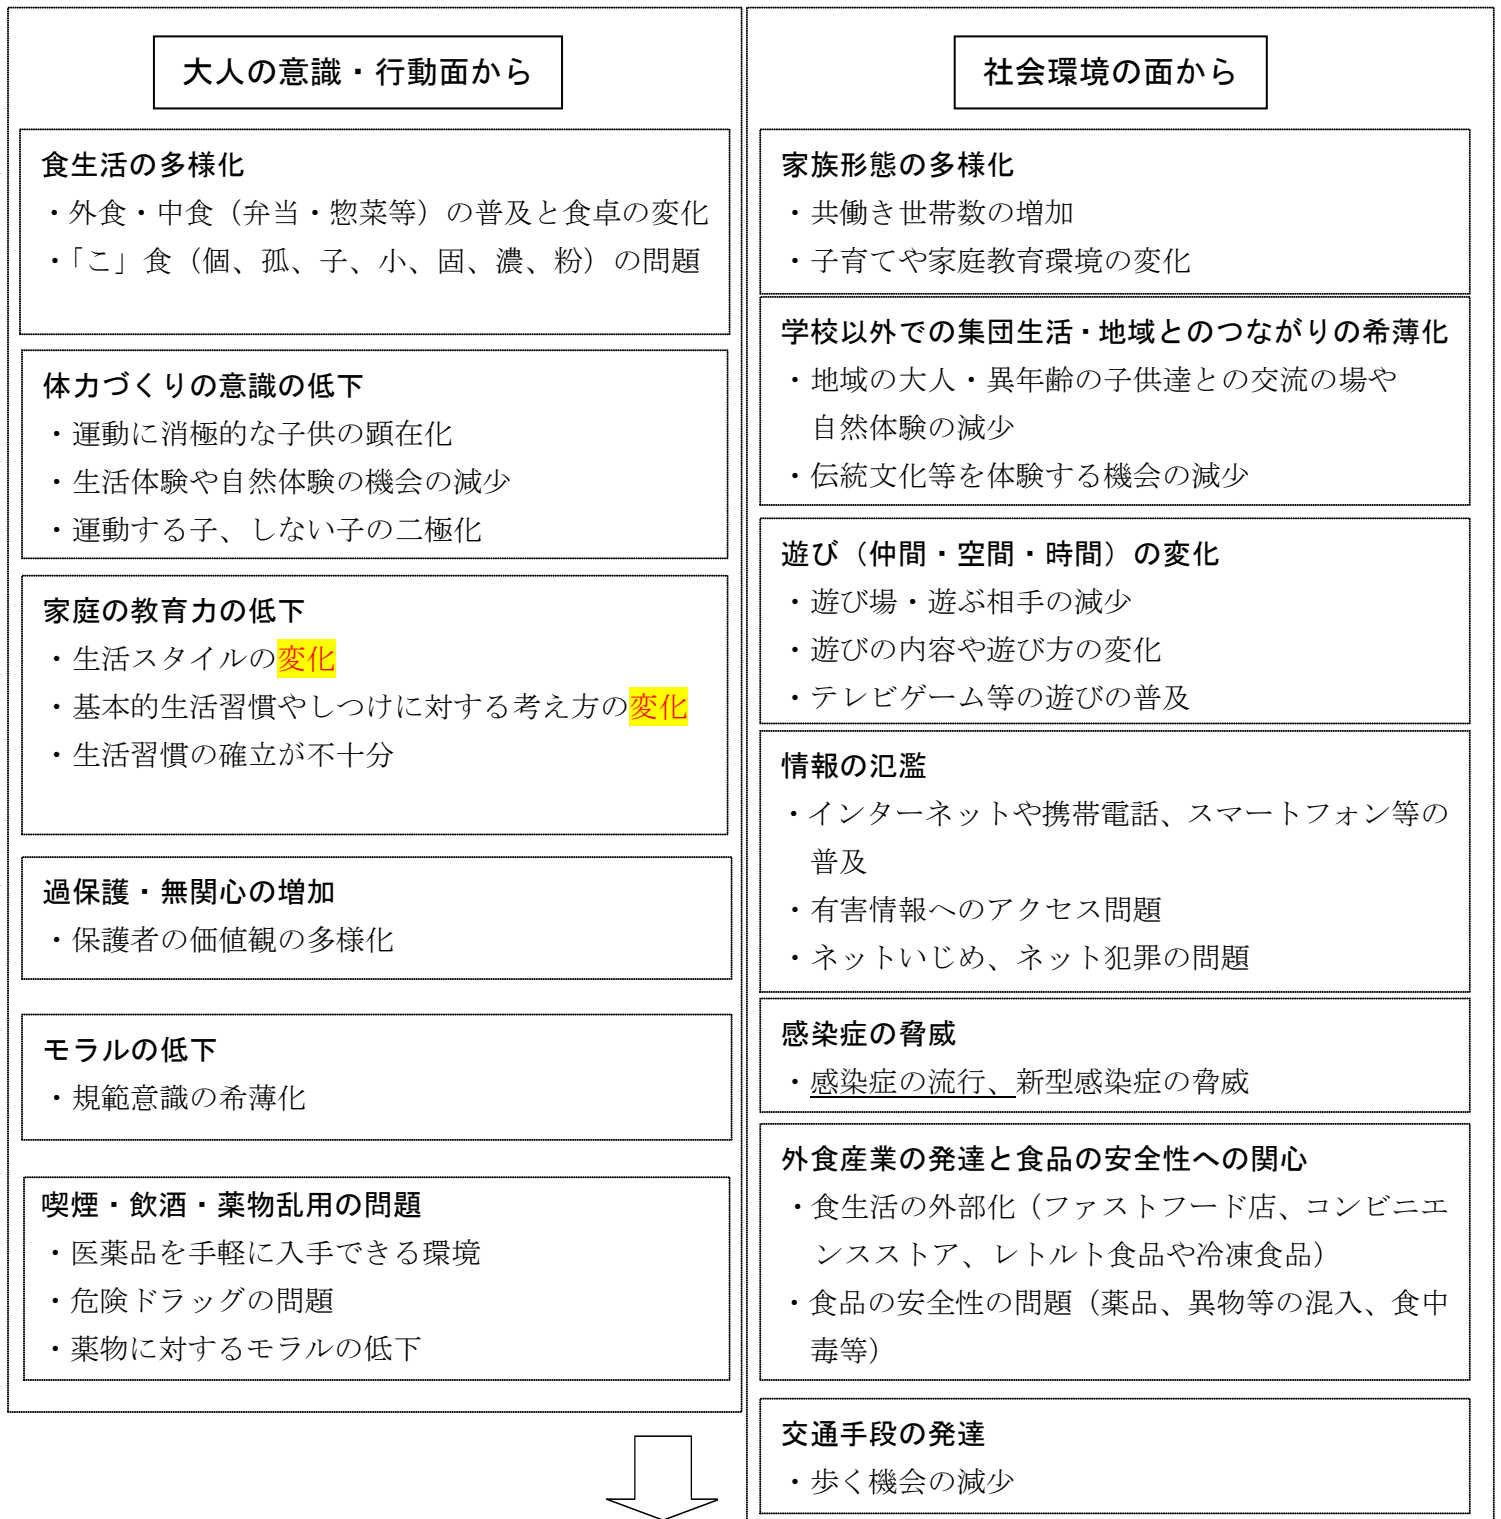 大人の意識・行動面から
食生活の多様化
・外食・中食（弁当・惣菜等）の普及と食卓の変化
・「こ」食（個、孤、子、小、固、濃、粉）の問題
体力づくりの意識の低下
・運動に消極的な子供の顕在化
・生活体験や自然体験の機会の減少
・運動する子、しない子の二極化
家庭の教育力の低下
・生活スタイルの変化
・基本的生活習慣やしつけに対する考え方の変化
・生活習慣の確立が不十分
過保護・無関心の増加
・保護者の価値観の多様化
モラルの低下
・規範意識の希薄化
喫煙・飲酒・薬物乱用の問題
・医薬品を手軽に入手できる環境
・危険ドラッグの問題
・薬物に対するモラルの低下
社会環境の面から
家族形態の多様化
・共働き世帯数の増加
・子育てや家庭教育環境の変化
学校以外での集団生活・地域とのつながりの希薄化
・地域の大人・異年齢の子供達との交流の場や
自然体験の減少
・伝統文化等を体験する機会の減少
遊び（仲間・空間・時間）の変化
・遊び場・遊ぶ相手の減少
・遊びの内容や遊び方の変化
・テレビゲーム等の遊びの普及
情報の氾濫
・インターネットや携帯電話、スマートフォン等の
普及
・有害情報へのアクセス問題
・ネットいじめ、ネット犯罪の問題
感染症の脅威
・感染症の流行、新型感染症の脅威
外食産業の発達と食品の安全性への関心
・食生活の外部化（ファストフード店、コンビニエ
ンスストア、レトルト食品や冷凍食品）
・食品の安全性の問題（薬品、異物等の混入、食中
毒等）
交通手段の発達
・歩く機会の減少